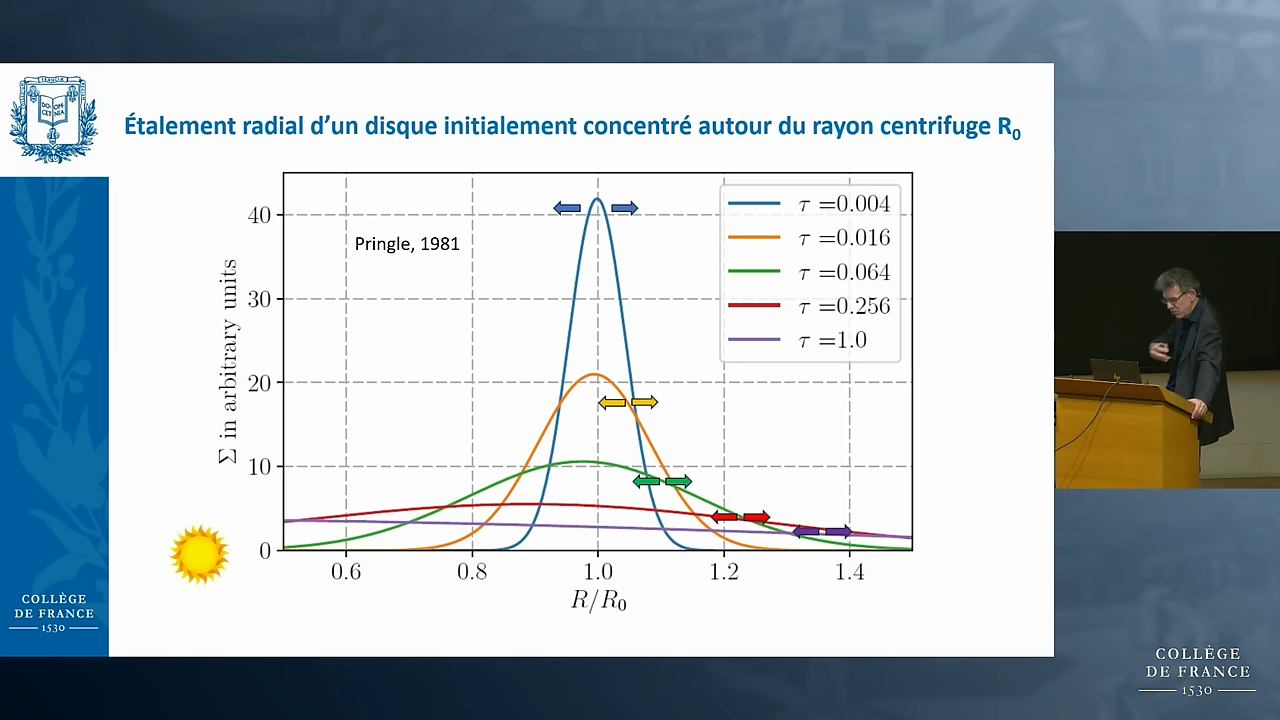 Étalement radial d’un disque initialement concentré autour du rayon centrifuge R₀
Pringle, 1981
τ =0.004
τ =0.016
τ =0.064
τ =0.256
τ =1.0
Σ in arbitrary units
40
30
20
10
0
0.6 0.8 1.0 1.2 1.4
R/R₀
COLLÈGE
DE FRANCE
1530
COLLÈGE
DE FRANCE
1530